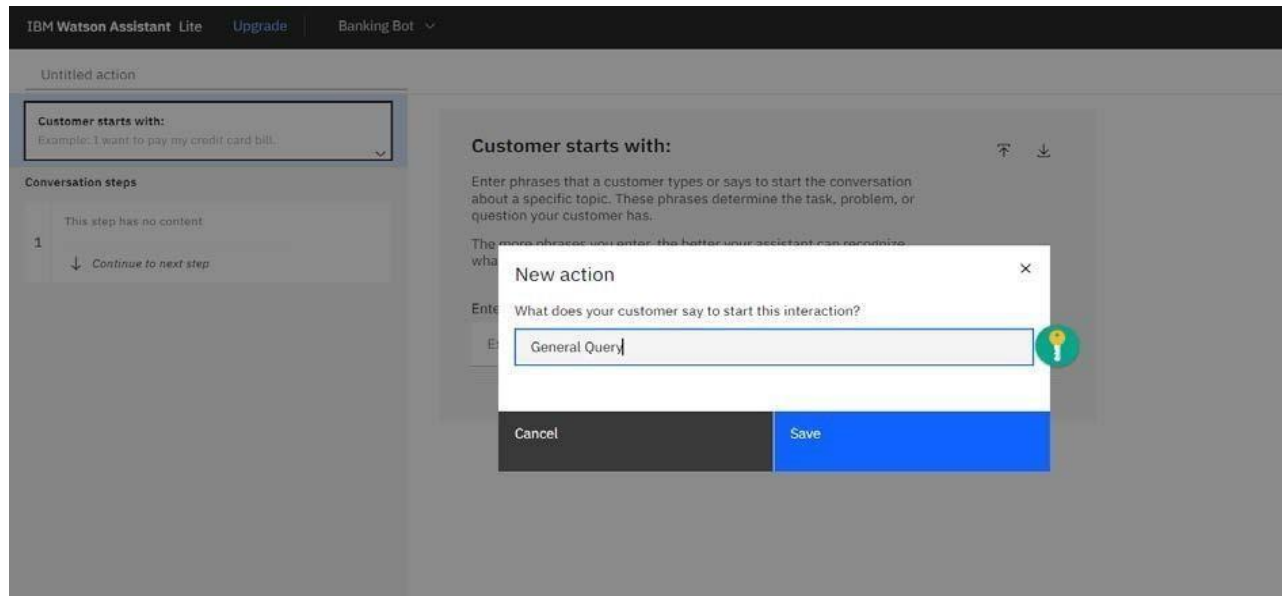 IBM Watson Assistant Lite Upgrade Banking Bot
Untitled action
Customer starts with:
Example: I want to pay my credit card bill.
Conversation steps
This step has no content
1
Continue to next step
Customer starts with:
Enter phrases that a customer types or says to start the conversation
about a specific topic. These phrases determine the task, problem, or
question your customer has.
The more phrases you enter, the better your assistant can recognize
New action
What does your customer say to start this interaction?
General Query
Cancel
Save